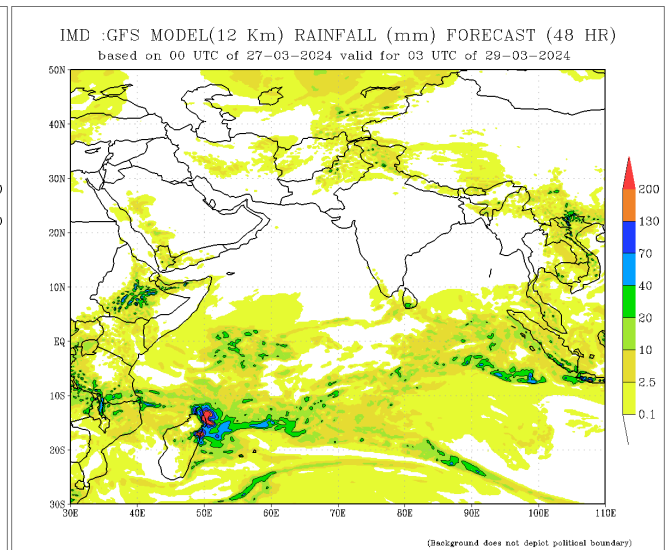 IMD :GFS MODEL(12 Km) RAINFALL (mm) FORECAST (48 HR)
based on 00 UTC of 27-03-2024 valid for 03 UTC of 29-03-2024
50N
40N
30N
20N
10N
EQ
10S
20S
30S
30E 40E 50E 60E 70E 80E 90E 100E 110E
200
130
70
40
20
10
2.5
0.1
(Background does not depict political boundary)